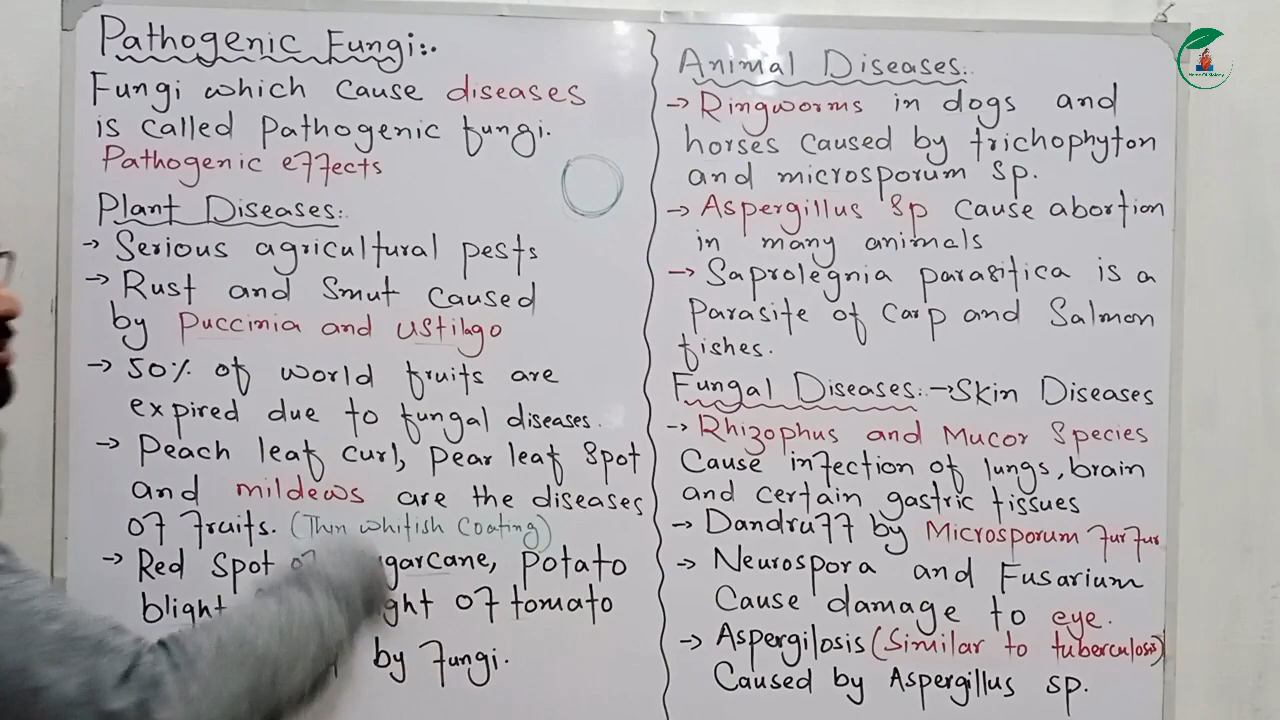 Pathogenic Fungi:.
Fungi which cause diseases
is called Pathogenic fungi.
Pathogenic effects
Plant Diseases:.
→ Serious agricultural pests
→ Rust and Smut caused
by Puccinia and ustilago
→ 50% of world fruits are
expired due to fungal diseases.
→ Peach leaf curl, Pear leaf Spot
and mildews are the diseases
of fruits. (Thin whitish Coating)
→ Red Spot of sugarcane, Potato
blight of tomato
by fungi.
Animal Diseases:.
→ Ringworms in dogs and
horses caused by trichophyton
and microsporum Sp.
→ Aspergillus Sp cause abortion
in many animals
→ Saprolegnia parasitica is a
Parasite of Carp and Salmon
fishes.
Fungal Diseases:. → Skin Diseases
→ Rhizophus and Mucor Species
Cause infection of lungs, brain
and certain gastric tissues
→ Dandruff by Microsporum furfur
→ Neurospora and Fusarium
Cause damage to eye.
→ Aspergilosis (Similar to tuberculosis)
Caused by Aspergillus sp.